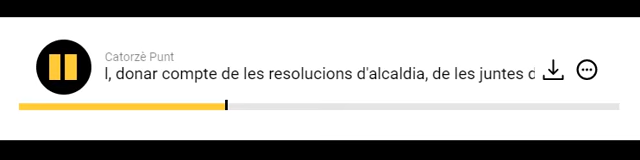 Catorzè Punt
l, donar compte de les resolucions d'alcaldia, de les juntes d